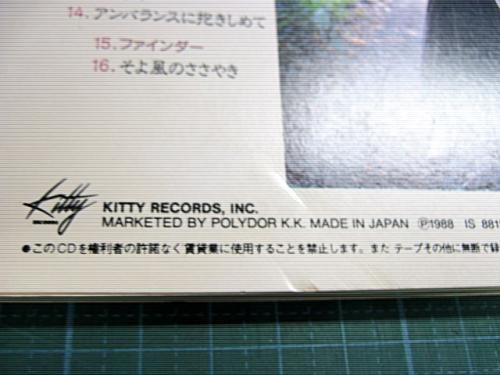 14. アンバランスに抱きしめて
15. ファインダー
16. そよ風のささやき
Kitty
RECORDS
KITTY RECORDS, INC.
MARKETED BY POLYDOR K.K. MADE IN JAPAN ℗1988 IS 881
●このCDを権利者の許諾なく賃貸業に使用することを禁止します。また テープその他に無断で録